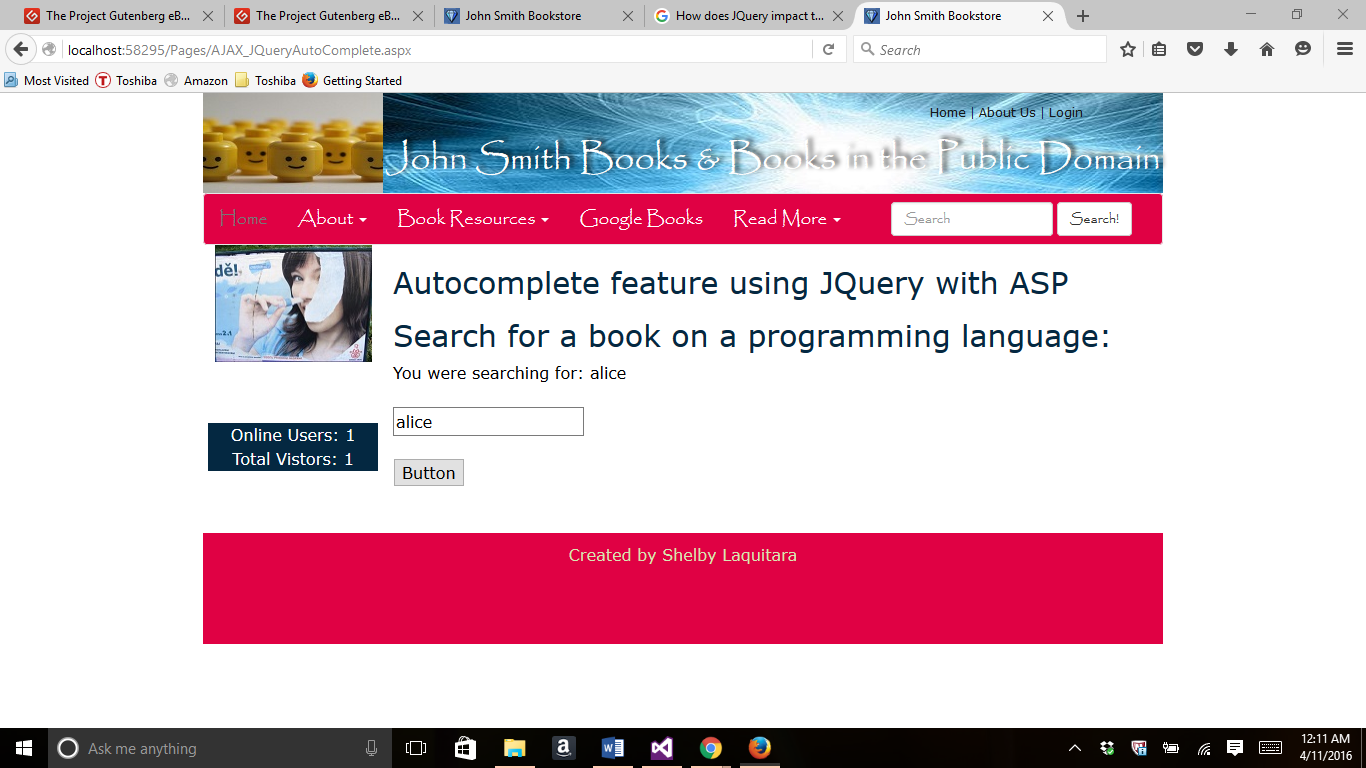 The Project Gutenberg eB...
The Project Gutenberg eB...
John Smith Bookstore
How does JQuery impact t...
John Smith Bookstore
localhost:58295/Pages/AJAX_JQueryAutoComplete.aspx
Search
Most Visited
Toshiba
Amazon
Toshiba
Getting Started
Home | About Us | Login
John Smith Books & Books in the Public Domain
Home
About
Book Resources
Google Books
Read More
Search
Search!
dě!
Autocomplete feature using JQuery with ASP
Search for a book on a programming language:
You were searching for: alice
alice
Online Users: 1
Total Vistors: 1
Button
Created by Shelby Laquitara
Ask me anything
12:11 AM
4/11/2016